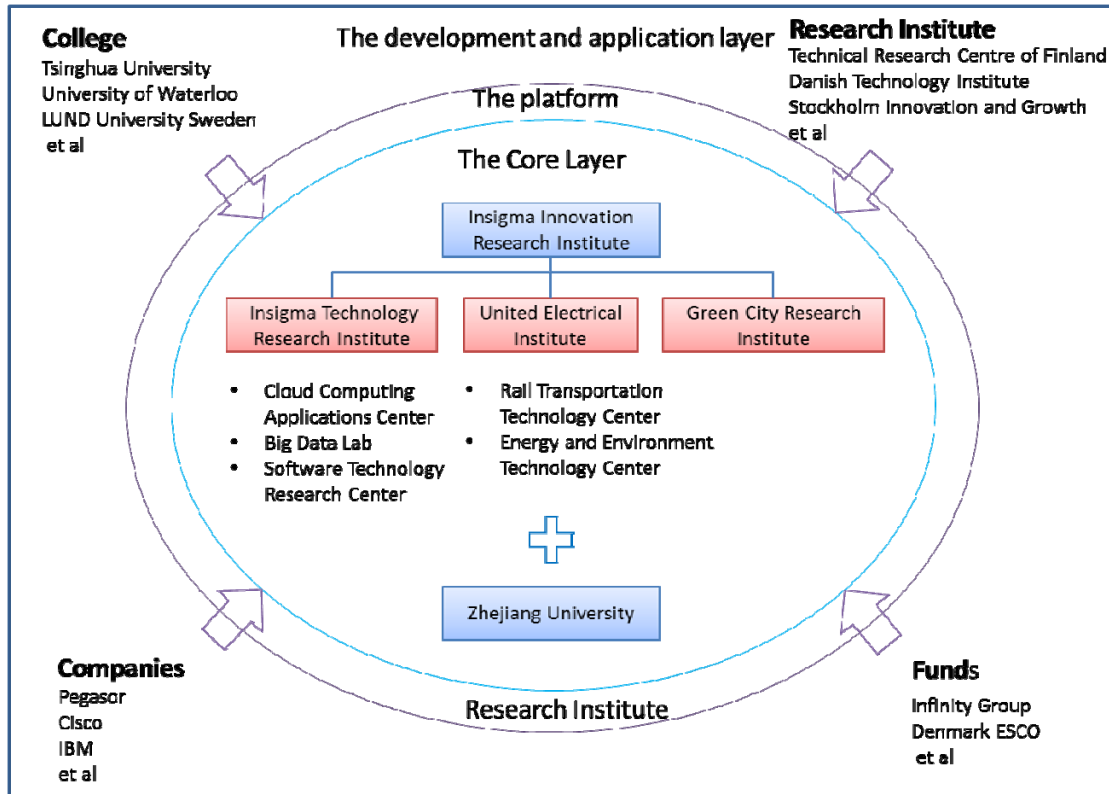 College
Tsinghua University
University of Waterloo
LUND University Sweden
et al
The development and application layer
Research Institute
Technical Research Centre of Finland
Danish Technology Institute
Stockholm Innovation and Growth
et al
The platform
The Core Layer
Insigma Innovation
Research Institute
Insigma Technology
Research Institute
United Electrical
Institute
Green City Research
Institute
• Cloud Computing
Applications Center
• Big Data Lab
• Software Technology
Research Center
• Rail Transportation
Technology Center
• Energy and Environment
Technology Center
Zhejiang University
Companies
Pegasor
Cisco
IBM
et al
Research Institute
Funds
Infinity Group
Denmark ESCO
et al